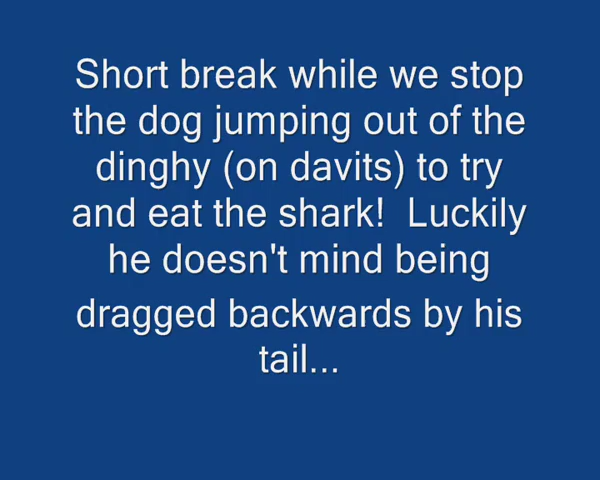 Short break while we stop
the dog jumping out of the
dinghy (on davits) to try
and eat the shark!  Luckily
he doesn't mind being
dragged backwards by his
tail...